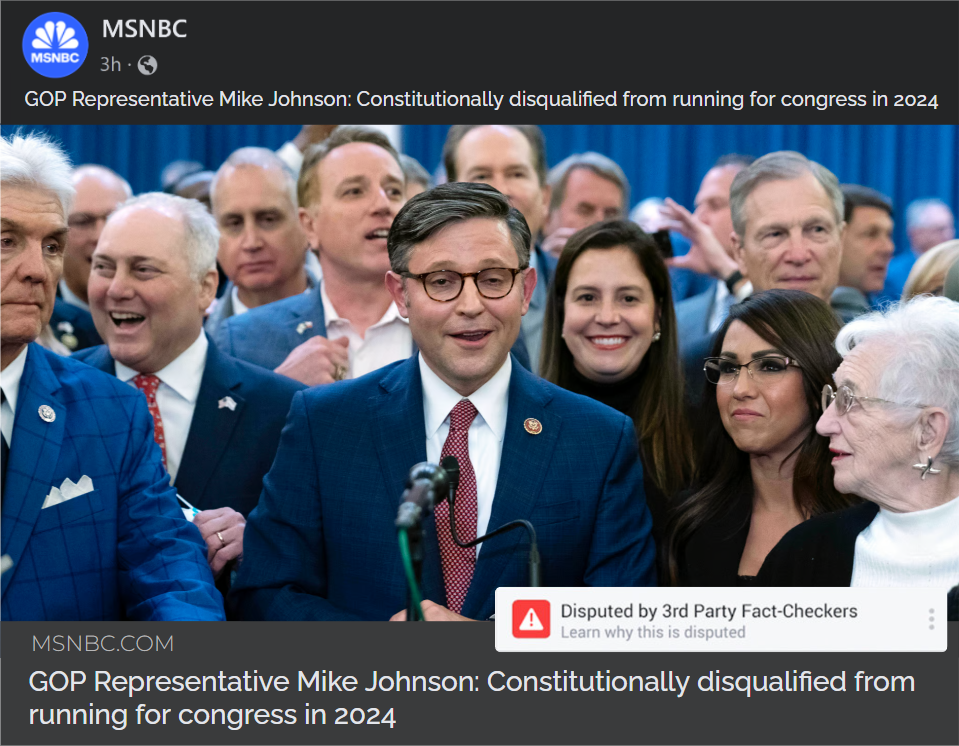 MSNBC
MSNBC
3h ·
GOP Representative Mike Johnson: Constitutionally disqualified from running for congress in 2024
Disputed by 3rd Party Fact-Checkers
Learn why this is disputed
MSNBC.COM
GOP Representative Mike Johnson: Constitutionally disqualified from
running for congress in 2024